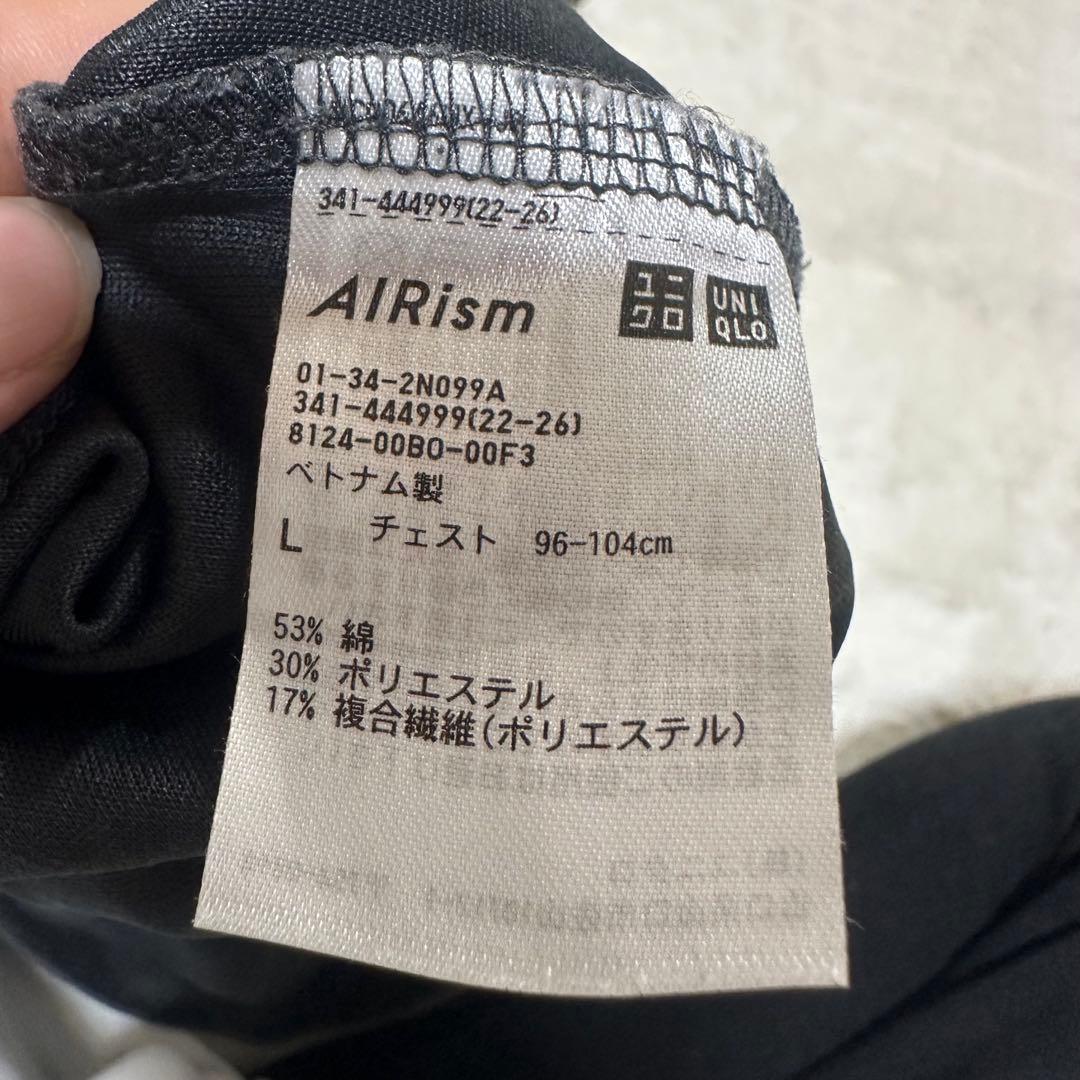 341-444999(22-26)
AIRism
ユニ
クロ
UNI
QLO
01-34-2N099A
341-444999(22-26)
8124-00BO-00F3
ベトナム製
L チェスト 96-104cm
53% 綿
30% ポリエステル
17% 複合繊維(ポリエステル)